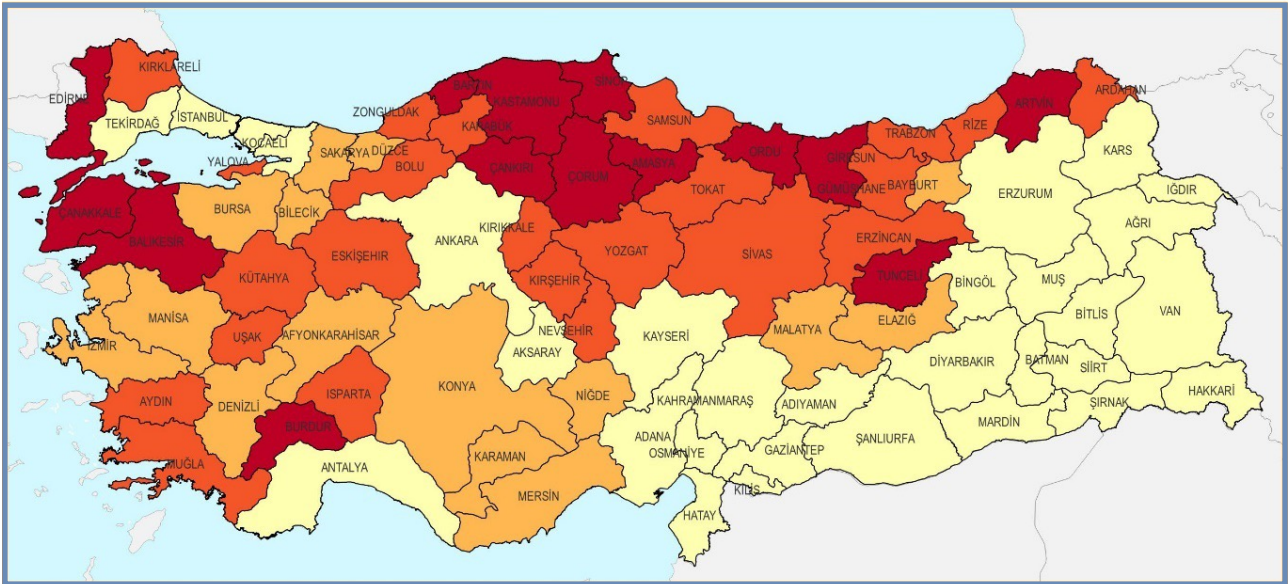 KIRKLARELİ
EDİRNE
TEKİRDAĞ
İSTANBUL
KOCAELİ
YALOVA
SAKARYA
DÜZCE
BOLU
ZONGULDAK
BARTIN
KARABÜK
KASTAMONU
SİNOP
SAMSUN
ÇANKIRI
ÇORUM
AMASYA
ORDU
GİRESUN
TRABZON
RİZE
ARTVİN
ARDAHAN
KARS
TOKAT
GÜMÜŞHANE
BAYBURT
ERZURUM
IĞDIR
AĞRI
ÇANAKKALE
BALIKESİR
BURSA
BİLECİK
ANKARA
KIRIKKALE
YOZGAT
SİVAS
ERZİNCAN
TUNCELİ
BİNGÖL
MUŞ
BİTLİS
VAN
KÜTAHYA
ESKİŞEHIR
KIRŞEHİR
NEVŞEHİR
KAYSERİ
MALATYA
ELAZIĞ
MANİSA
İZMİR
UŞAK
AFYONKARAHİSAR
AKSARAY
KONYA
NİĞDE
KAHRAMANMARAŞ
ADIYAMAN
DİYARBAKIR
BATMAN
SİİRT
ŞIRNAK
HAKKARİ
MARDİN
AYDIN
DENİZLİ
ISPARTA
BURDUR
MUĞLA
ANTALYA
KARAMAN
MERSİN
ADANA
OSMANİYE
GAZİANTEP
ŞANLIURFA
KİLİS
HATAY